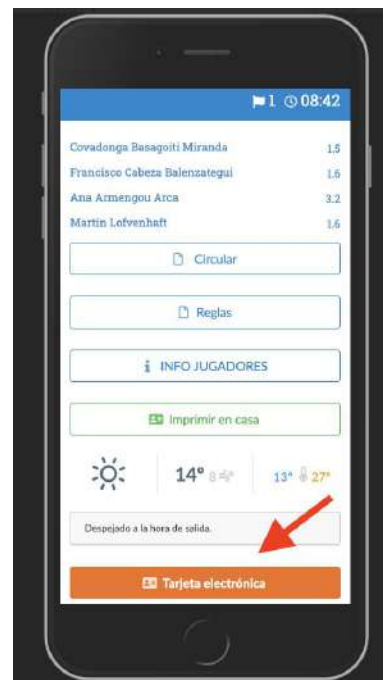 1 08:42
Covadonga Basagoiti Miranda 1.5
Francisco Cabeza Balenzategui 1.6
Ana Armengou Arca 3.2
Martin Lofvenhaft 1.6
Circular
Reglas
INFO JUGADORES
Imprimir en casa
14° 8 13° 27°
Despejado a la hora de salida.
Tarjeta electrónica